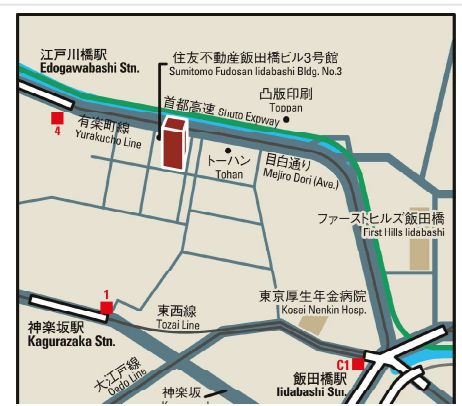 江戸川橋駅
Edogawabashi Stn.
住友不動産飯田橋ビル3号館
Sumitomo Fudosan Iidabashi Bldg. No.3
首都高速 Shuto Expway
凸版印刷
Toppan
4
有楽町線
Yurakucho Line
トーハン
Tohan
目白通り
Mejiro Dori (Ave.)
ファーストヒルズ飯田橋
First Hills Iidabashi
1
東西線
Tozai Line
東京厚生年金病院
Kosei Nenkin Hosp.
神楽坂駅
Kagurazaka Stn.
C1
飯田橋駅
Iidabashi Stn.
大江戸線
Oedo Line
神楽坂